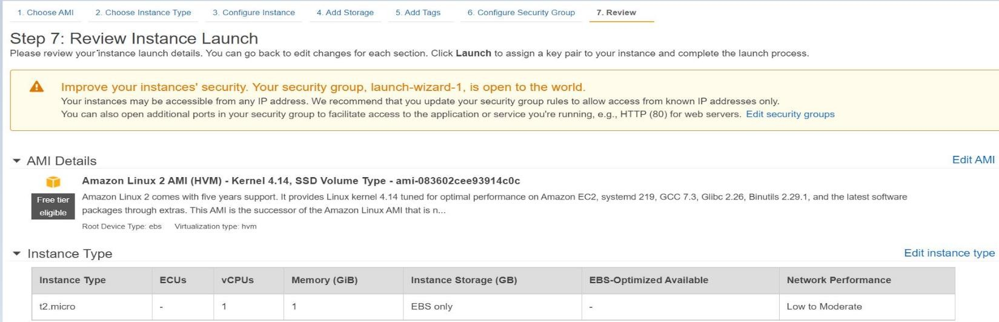 1. Choose AMI 2. Choose Instance Type 3. Configure Instance 4. Add Storage 5. Add Tags 6. Configure Security Group 7. Review
Step 7: Review Instance Launch
Please review your instance launch details. You can go back to edit changes for each section. Click Launch to assign a key pair to your instance and complete the launch process.
Improve your instances' security. Your security group, launch-wizard-1, is open to the world.
Your instances may be accessible from any IP address. We recommend that you update your security group rules to allow access from known IP addresses only.
You can also open additional ports in your security group to facilitate access to the application or service you're running, e.g., HTTP (80) for web servers. Edit security groups
AMI Details Edit AMI
Amazon Linux 2 AMI (HVM) - Kernel 4.14, SSD Volume Type - ami-083602cee93914c0c
Free tier eligible
Amazon Linux 2 comes with five years support. It provides Linux kernel 4.14 tuned for optimal performance on Amazon EC2, systemd 219, GCC 7.3, Glibc 2.26, Binutils 2.29.1, and the latest software
packages through extras. This AMI is the successor of the Amazon Linux AMI that is n...
Root Device Type: ebs Virtualization type: hvm
Instance Type Edit instance type
Instance Type ECUs vCPUs Memory (GiB) Instance Storage (GB) EBS-Optimized Available Network Performance
t2.micro - 1 1 EBS only - Low to Moderate